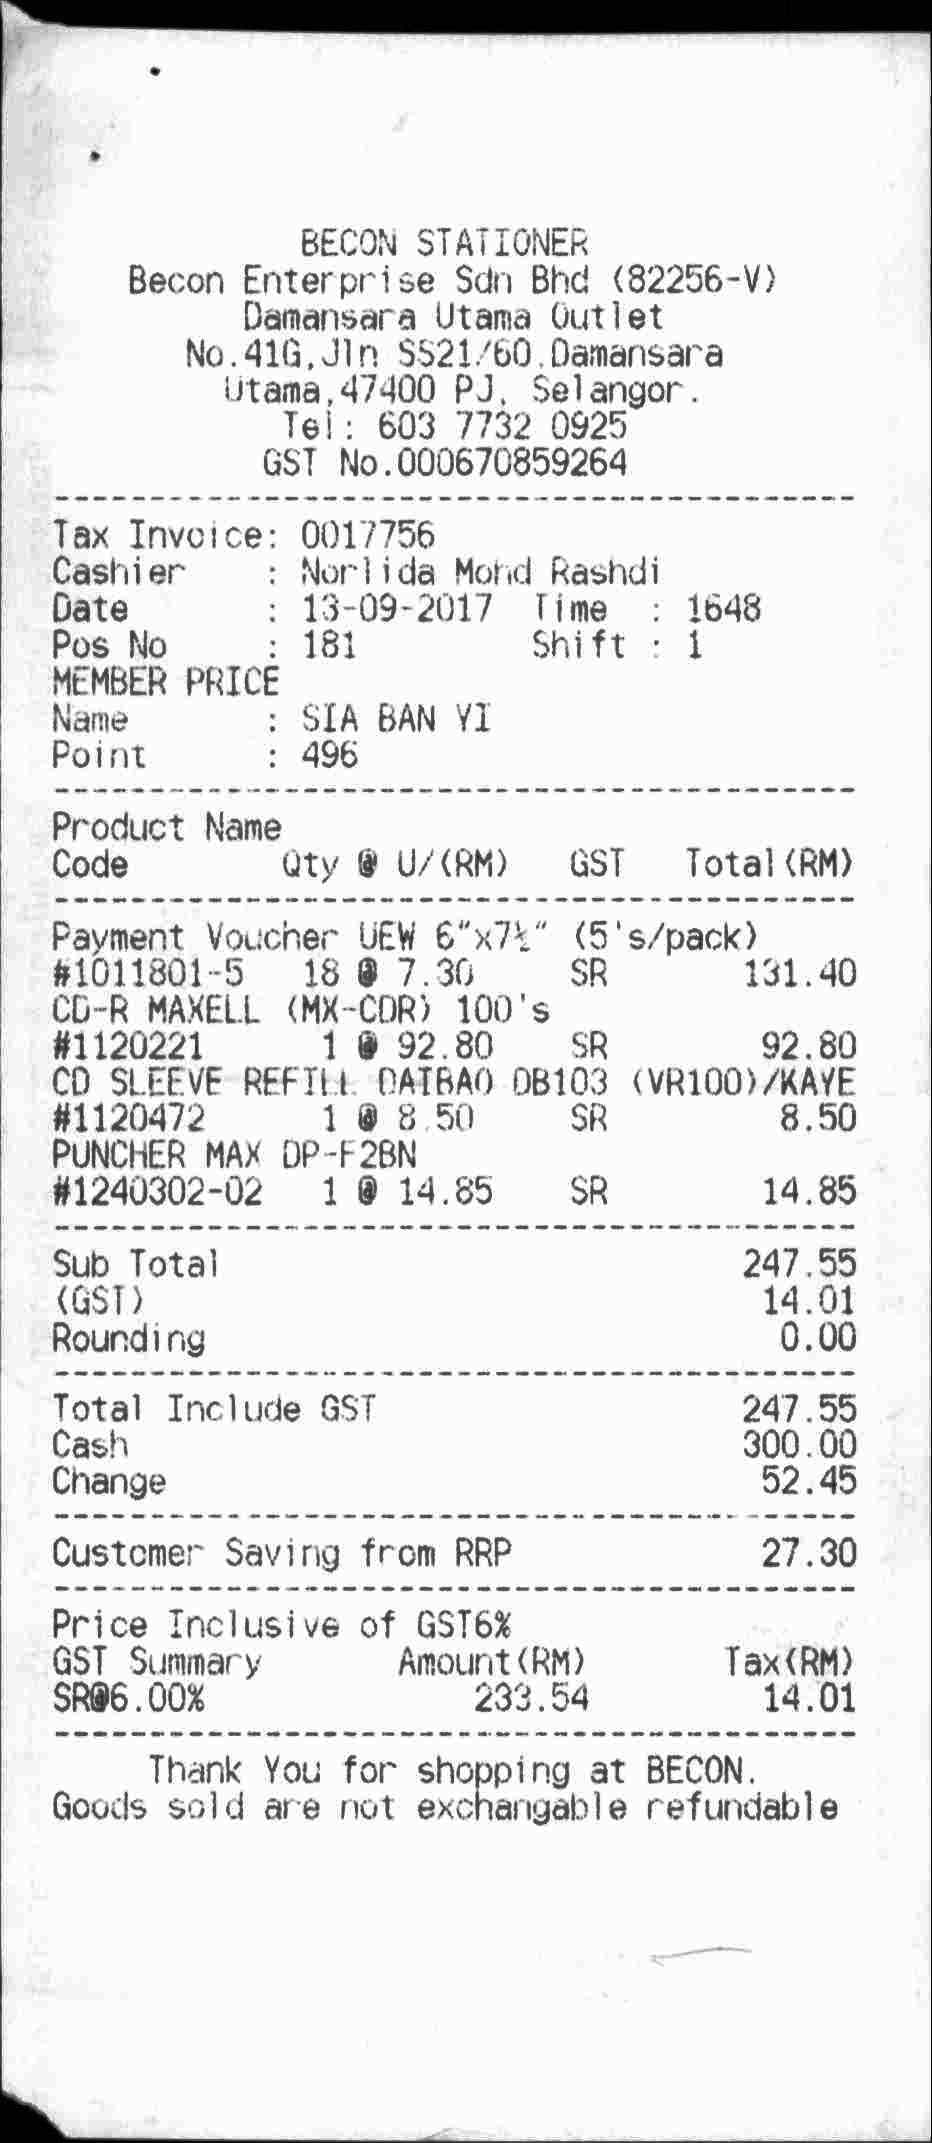 BECON STATIONER
Becon Enterprise Sdn Bhd (82256-V)
Damansara Utama Outlet
No.41G,Jln SS21/60,Damansara
Utama,47400 PJ, Selangor.
Tel: 603 7732 0925
GST No.000670859264
Tax Invoice: 0017756
Cashier : Norlida Mohd Rashdi
Date : 13-09-2017 Time : 1648
Pos No : 181 Shift : 1
MEMBER PRICE
Name : SIA BAN YI
Point : 496
Product Name
Code Qty @ U/(RM) GST Total(RM)
Payment Voucher UEW 6"x7½" (5's/pack)
#1011801-5 18 @ 7.30 SR 131.40
CD-R MAXELL (MX-CDR) 100's
#1120221 1 @ 92.80 SR 92.80
CD SLEEVE REFILL DAIBAO DB103 (VR100)/KAYE
#1120472 1 @ 8.50 SR 8.50
PUNCHER MAX DP-F2BN
#1240302-02 1 @ 14.85 SR 14.85
Sub Total 247.55
(GST) 14.01
Rounding 0.00
Total Include GST 247.55
Cash 300.00
Change 52.45
Customer Saving from RRP 27.30
Price Inclusive of GST6%
GST Summary Amount(RM) Tax(RM)
SR@6.00% 233.54 14.01
Thank You for shopping at BECON.
Goods sold are not exchangable refundable